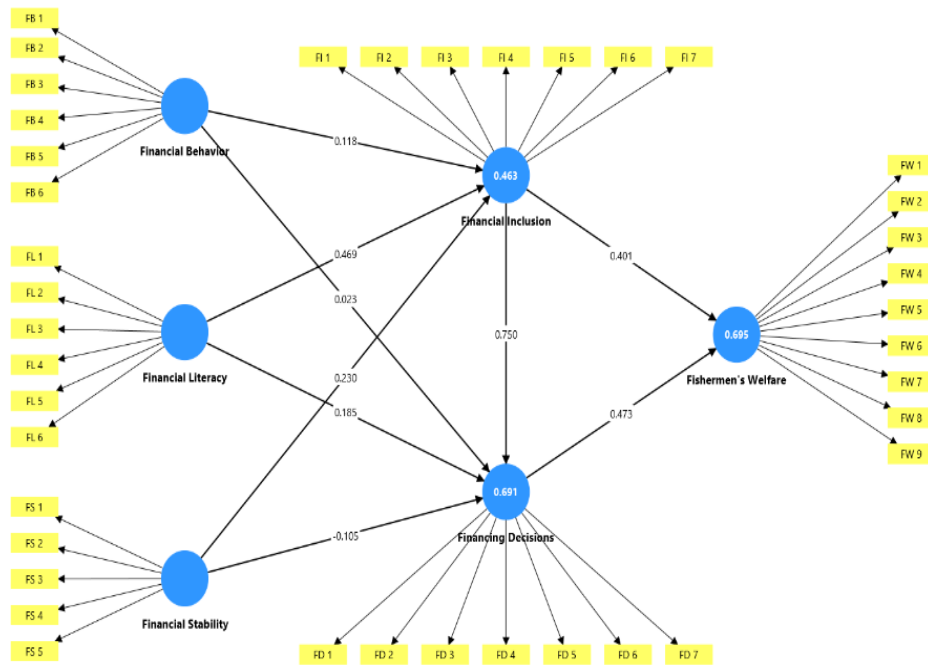 FB 1
FB 2
FB 3
FB 4
FB 5
FB 6
Financial Behavior
FI 1
FI 2
FI 3
FI 4
FI 5
FI 6
FI 7
0.118
0.463
Financial Inclusion
FL 1
FL 2
FL 3
FL 4
FL 5
FL 6
Financial Literacy
0.469
0.023
0.230
0.185
0.750
0.401
0.473
FW 1
FW 2
FW 3
FW 4
FW 5
FW 6
FW 7
FW 8
FW 9
0.695
Fishermen's Welfare
FS 1
FS 2
FS 3
FS 4
FS 5
Financial Stability
-0.105
0.691
Financing Decisions
FD 1
FD 2
FD 3
FD 4
FD 5
FD 6
FD 7